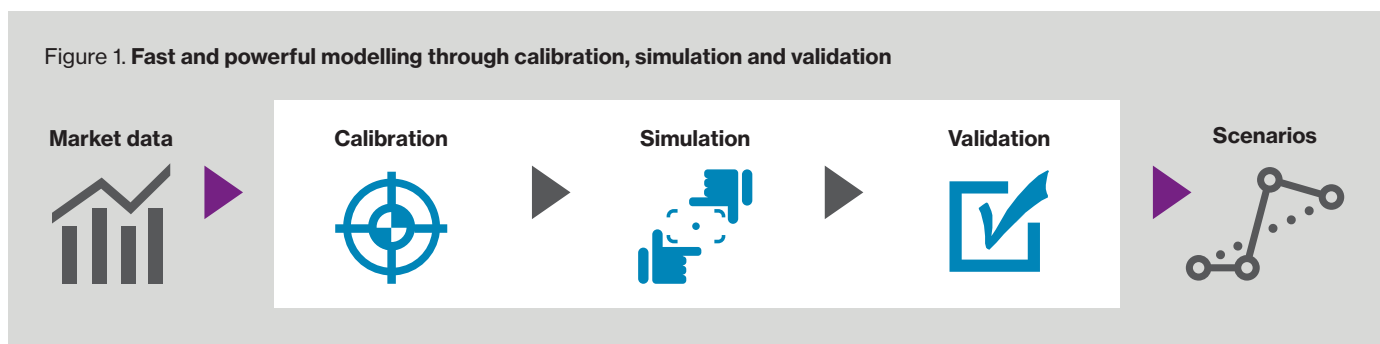 Figure 1. Fast and powerful modelling through calibration, simulation and validation
Market data
Calibration
Simulation
Validation
Scenarios